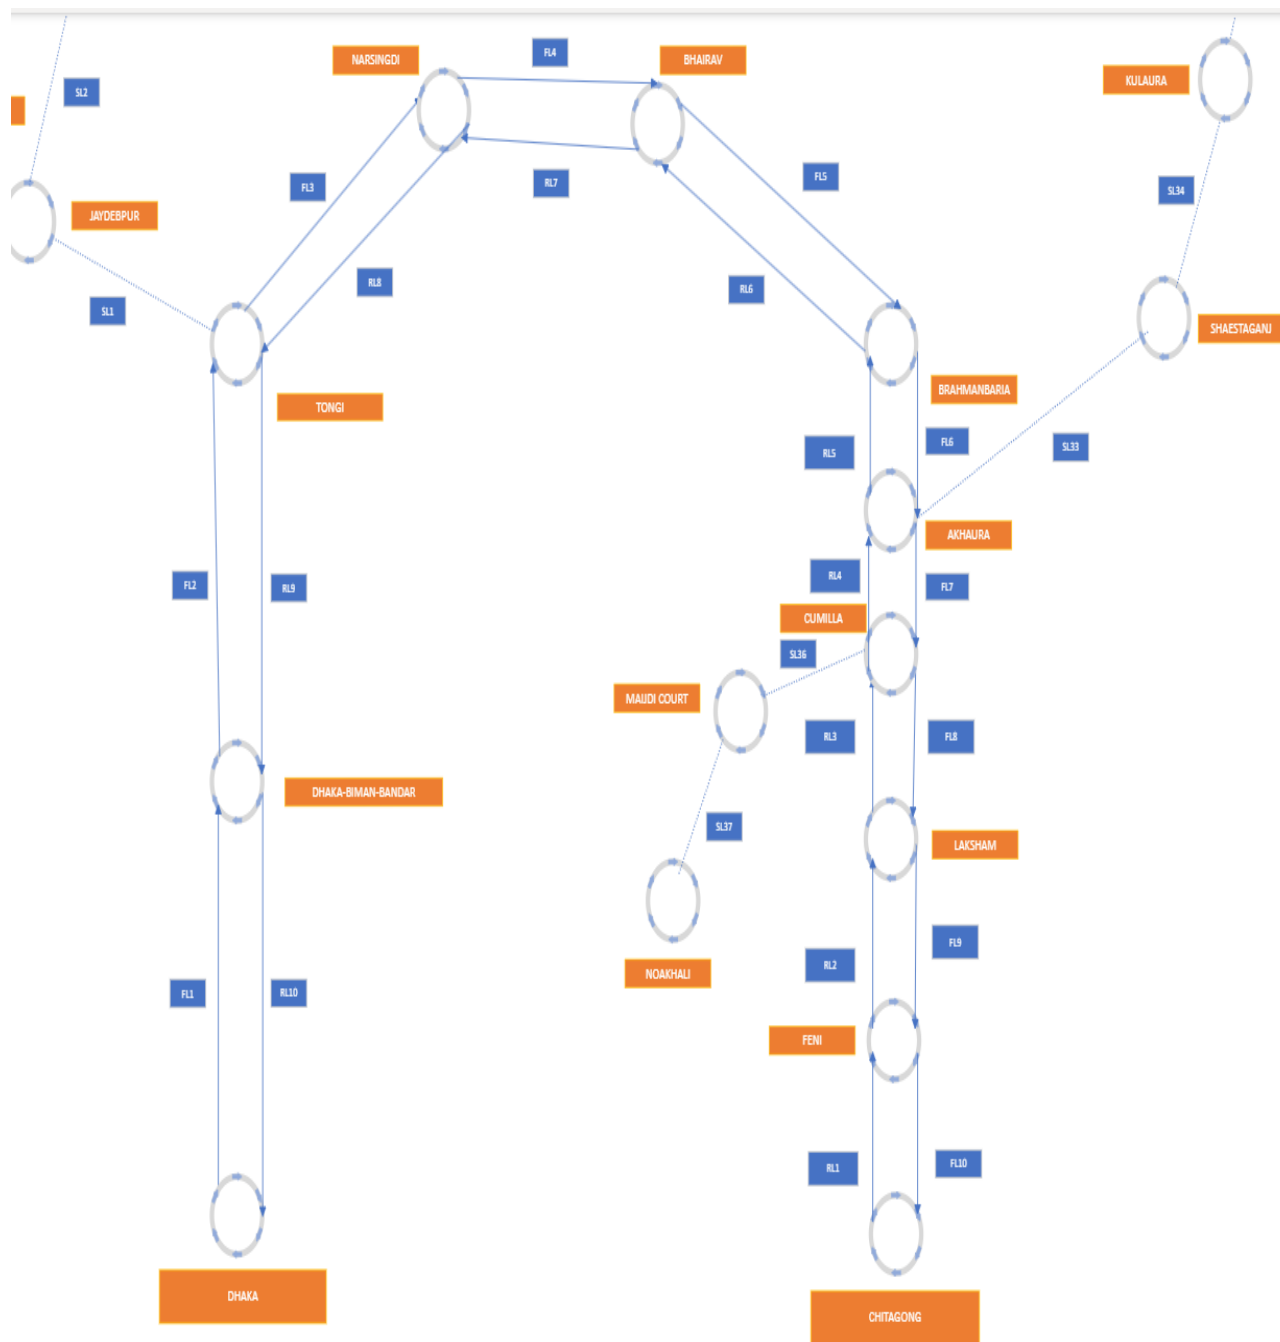 NARSINGDI
FL4
BHAIRAV
KULAURA
SL2
FL3
RL7
FL5
SL34
JAYDEBPUR
SL1
RL8
RL6
SHAESTAGANJ
TONGI
BRAHMANBARIA
RL5
FL6
SL33
AKHAURA
FL2
RL9
RL4
FL7
CUMILLA
SL36
MAIJDI COURT
RL3
FL8
DHAKA-BIMAN-BANDAR
SL37
LAKSHAM
RL2
FL9
NOAKHALI
FL1
RL10
FENI
RL1
FL10
DHAKA
CHITAGONG